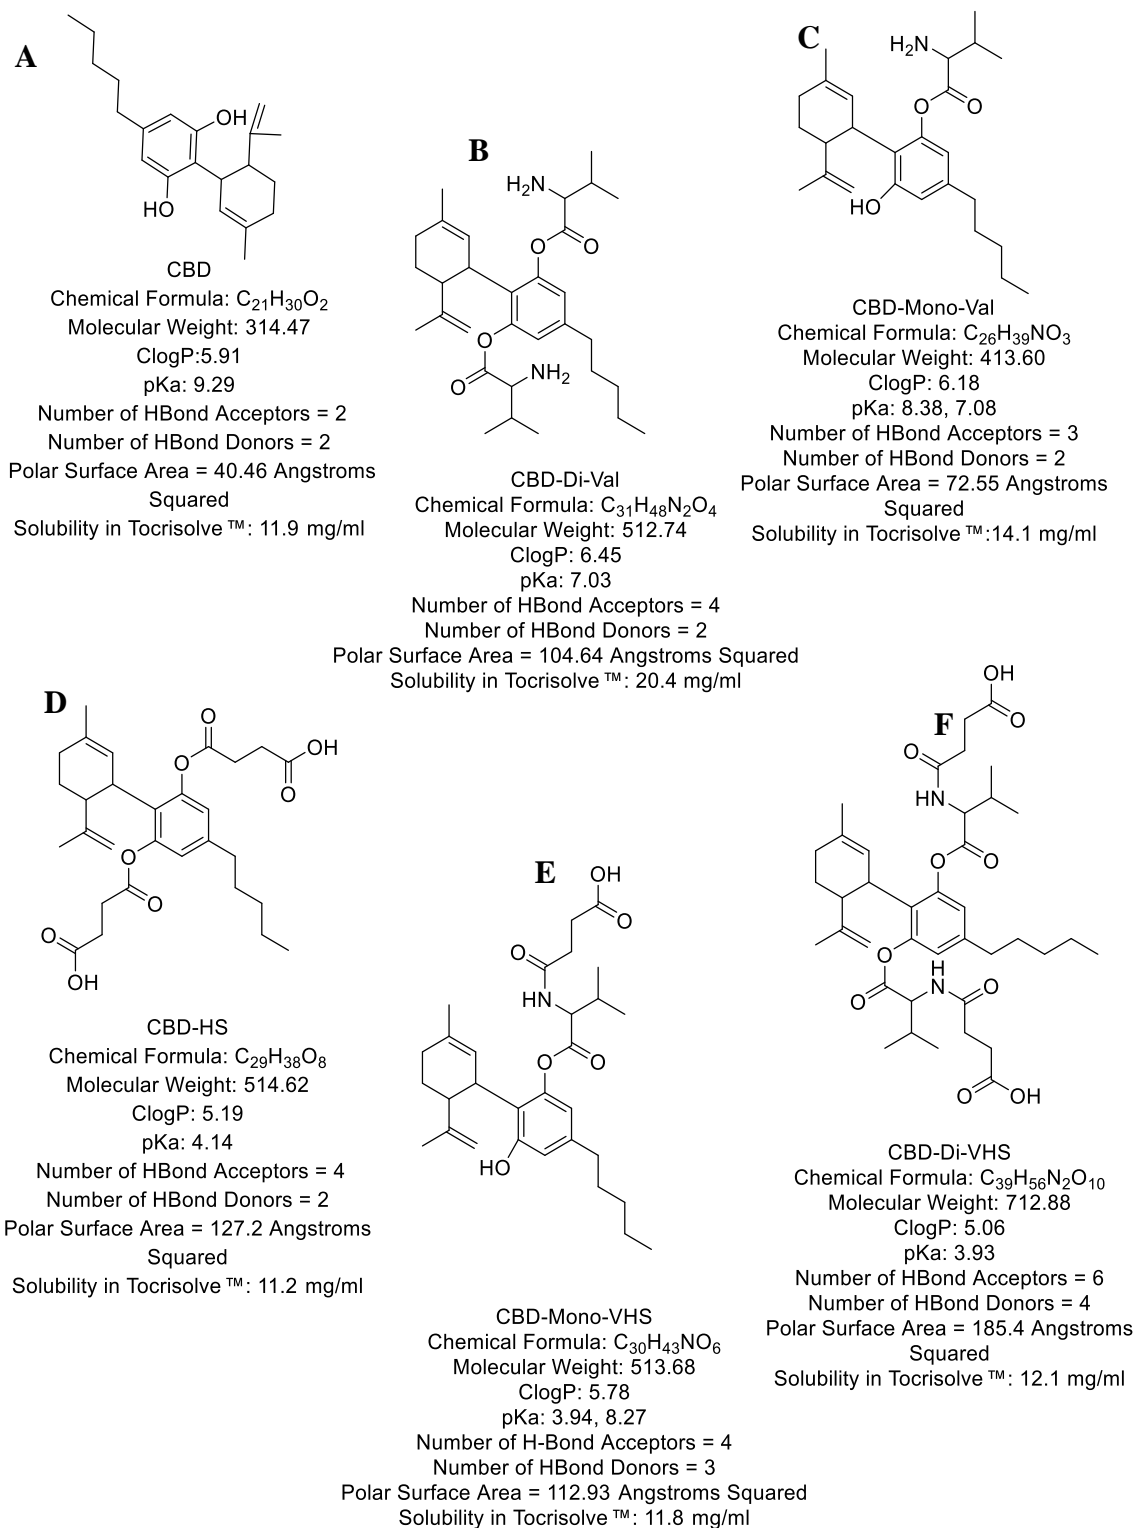 A
OH
HO
CBD
Chemical Formula: C21H30O2
Molecular Weight: 314.47
ClogP:5.91
pKa: 9.29
Number of HBond Acceptors = 2
Number of HBond Donors = 2
Polar Surface Area = 40.46 Angstroms
Squared
Solubility in Tocrisolve™: 11.9 mg/ml
B
H2N
O
O
O
O
NH2
CBD-Di-Val
Chemical Formula: C31H48N2O4
Molecular Weight: 512.74
ClogP: 6.45
pKa: 7.03
Number of HBond Acceptors = 4
Number of HBond Donors = 2
Polar Surface Area = 104.64 Angstroms Squared
Solubility in Tocrisolve™: 20.4 mg/ml
C
H2N
O
O
HO
CBD-Mono-Val
Chemical Formula: C26H39NO3
Molecular Weight: 413.60
ClogP: 6.18
pKa: 8.38, 7.08
Number of HBond Acceptors = 3
Number of HBond Donors = 2
Polar Surface Area = 72.55 Angstroms
Squared
Solubility in Tocrisolve™:14.1 mg/ml
D
O
OH
O
O
O
O
O
OH
CBD-HS
Chemical Formula: C29H38O8
Molecular Weight: 514.62
ClogP: 5.19
pKa: 4.14
Number of HBond Acceptors = 4
Number of HBond Donors = 2
Polar Surface Area = 127.2 Angstroms
Squared
Solubility in Tocrisolve™: 11.2 mg/ml
E
OH
O
O
HN
O
O
HO
CBD-Mono-VHS
Chemical Formula: C30H43NO6
Molecular Weight: 513.68
ClogP: 5.78
pKa: 3.94, 8.27
Number of H-Bond Acceptors = 4
Number of HBond Donors = 3
Polar Surface Area = 112.93 Angstroms Squared
Solubility in Tocrisolve™: 11.8 mg/ml
F
OH
O
O
HN
O
O
O
H
N
O
O
O
OH
CBD-Di-VHS
Chemical Formula: C39H56N2O10
Molecular Weight: 712.88
ClogP: 5.06
pKa: 3.93
Number of HBond Acceptors = 6
Number of HBond Donors = 4
Polar Surface Area = 185.4 Angstroms
Squared
Solubility in Tocrisolve™: 12.1 mg/ml